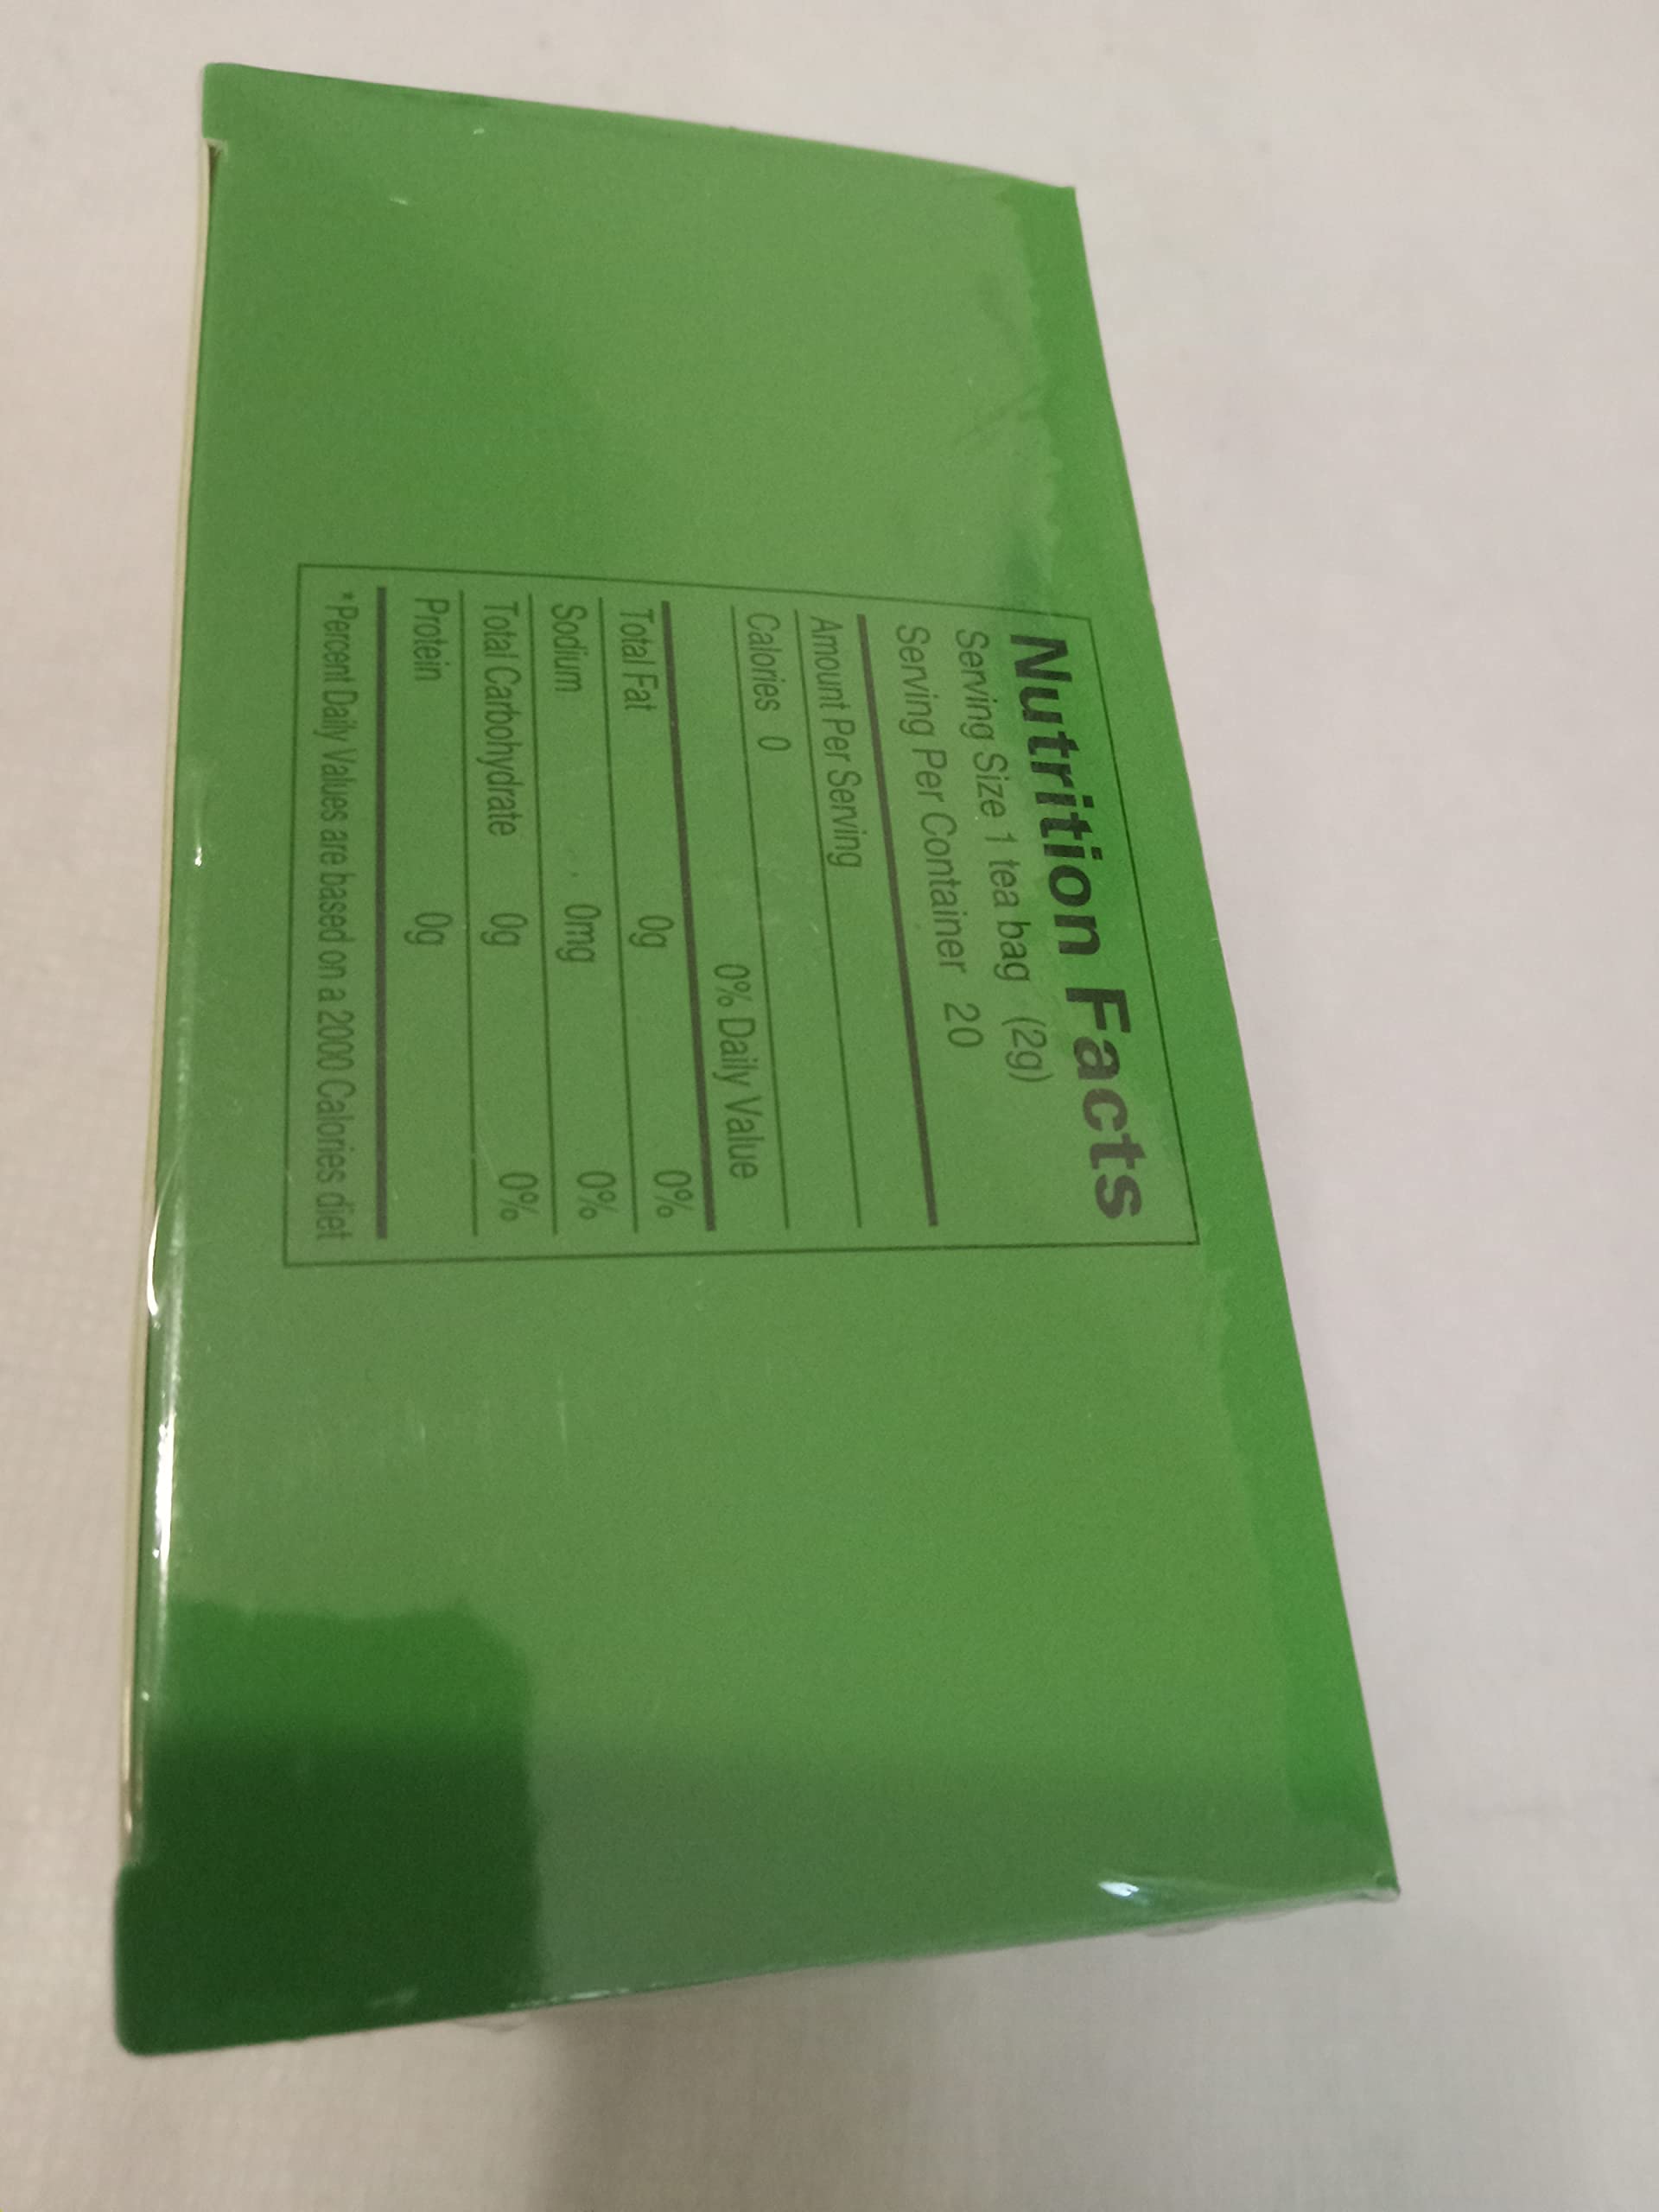 Nutrition Facts
Serving Size 1 tea bag (2g)
Serving Per Container 20
Amount Per Serving
Calories 0
0% Daily Value
Total Fat 0g 0%
Sodium 0mg 0%
Total Carbohydrate 0g 0%
Protein 0g
*Percent Daily Values are based on a 2000 Calories diet